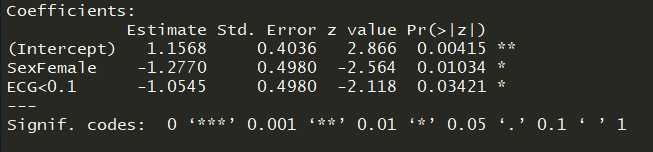 Coefficients:
            Estimate Std. Error z value Pr(>|z|)
(Intercept)   1.1568     0.4036   2.866  0.00415 **
SexFemale    -1.2770     0.4980  -2.564  0.01034 *
ECG<0.1      -1.0545     0.4980  -2.118  0.03421 *
---
Signif. codes:  0 ‘***’ 0.001 ‘**’ 0.01 ‘*’ 0.05 ‘.’ 0.1 ‘ ’ 1